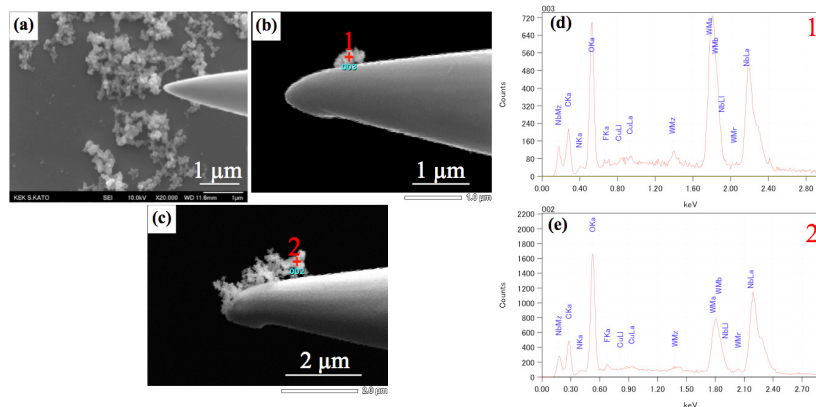 (a)
1 μm
KEK S.KATO SEI 10.0kV X20,000 WD 11.6mm 1μm
(b)
1
003
1 μm
1.0 μm
(c)
2
002
2 μm
2.0 μm
003
(d)
1
Counts
720
640
560
480
400
320
240
160
80
0
NbMz
CKa
NKa
OKa
FKa
CuLl
CuLa
WMz
WMa
WMb
NbLl
WMr
NbLa
0.00 0.40 0.80 1.20 1.60 2.00 2.40 2.80
keV
002
(e)
2
Counts
2200
2000
1800
1600
1400
1200
1000
800
600
400
200
0
NbMz
CKa
NKa
OKa
FKa
CuLl
CuLa
WMz
WMa
WMb
NbLl
WMr
NbLa
0.00 0.30 0.60 0.90 1.20 1.50 1.80 2.10 2.40 2.70
keV